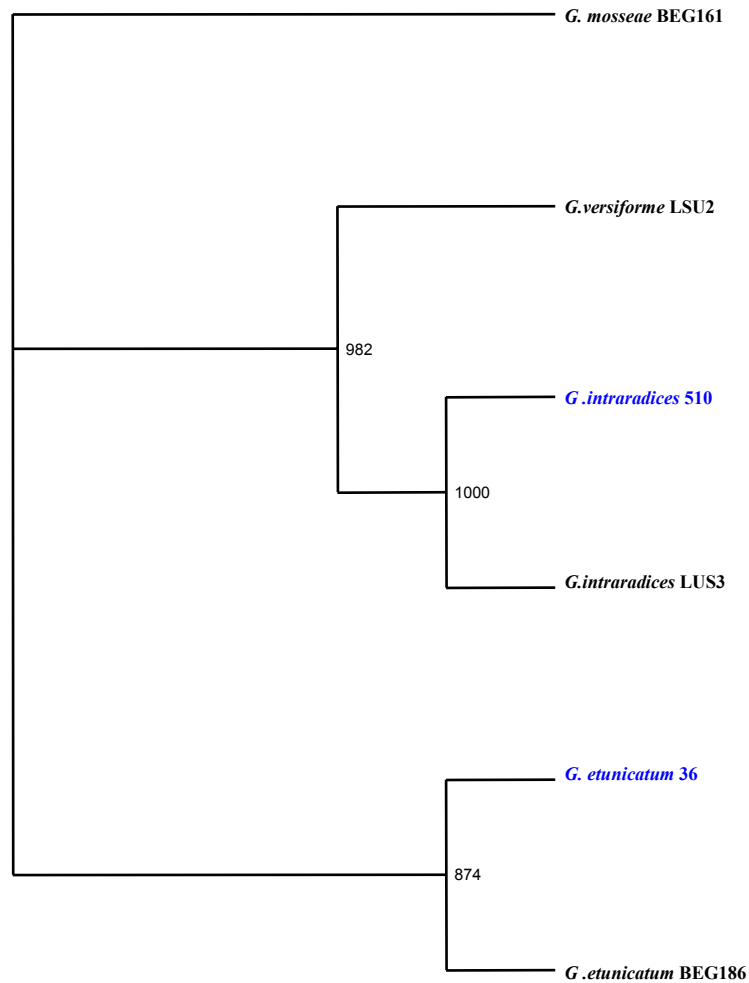 G. mosseae BEG161
G.versiforme LSU2
982
G .intraradices 510
1000
G.intraradices LUS3
G. etunicatum 36
874
G .etunicatum BEG186